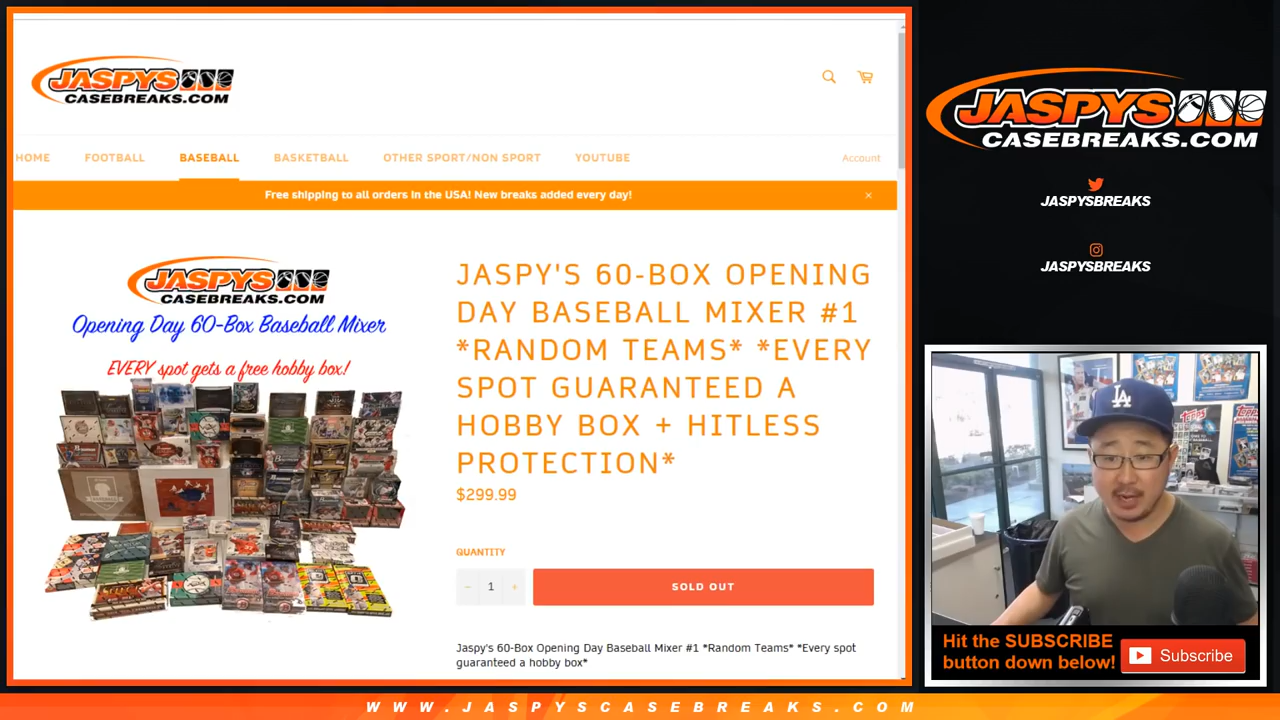 JASPYS
CASEBREAKS.COM
HOME FOOTBALL BASEBALL BASKETBALL OTHER SPORT/NON SPORT YOUTUBE Account
Free shipping to all orders in the USA! New breaks added every day! ×
JASPYS
CASEBREAKS.COM
Opening Day 60-Box Baseball Mixer
EVERY spot gets a free hobby box!
JASPY'S 60-BOX OPENING
DAY BASEBALL MIXER #1
*RANDOM TEAMS* *EVERY
SPOT GUARANTEED A
HOBBY BOX + HITLESS
PROTECTION*
$299.99
QUANTITY
− 1 +
SOLD OUT
Jaspy's 60-Box Opening Day Baseball Mixer #1 *Random Teams* *Every spot
guaranteed a hobby box*
JASPYS
CASEBREAKS.COM
JASPYSBREAKS
JASPYSBREAKS
LA
TOPPS
Hit the SUBSCRIBE
button down below!
Subscribe
WWW.JASPYSCASEBREAKS.COM